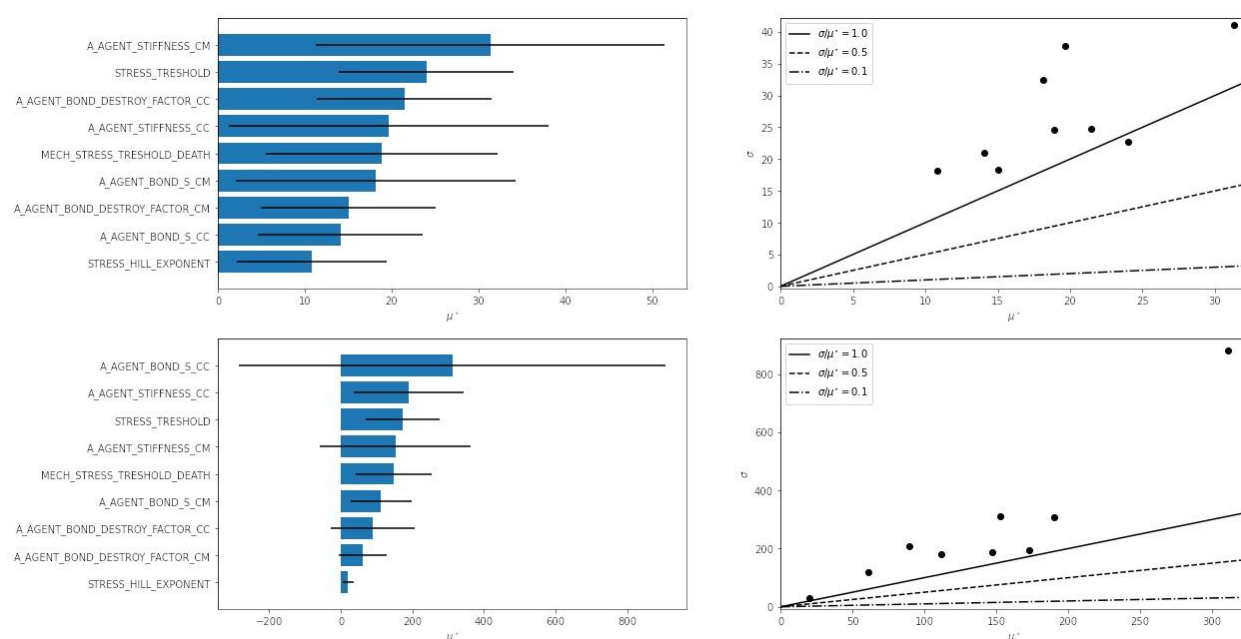 A_AGENT_STIFFNESS_CM
STRESS_TRESHOLD
A_AGENT_BOND_DESTROY_FACTOR_CC
A_AGENT_STIFFNESS_CC
MECH_STRESS_TRESHOLD_DEATH
A_AGENT_BOND_S_CM
A_AGENT_BOND_DESTROY_FACTOR_CM
A_AGENT_BOND_S_CC
STRESS_HILL_EXPONENT
0 10 20 30 40 50
μ*
40
35
30
25
20
15
10
5
0
σ
σ/μ* = 1.0
σ/μ* = 0.5
σ/μ* = 0.1
0 5 10 15 20 25 30
μ*
A_AGENT_BOND_S_CC
A_AGENT_STIFFNESS_CC
STRESS_TRESHOLD
A_AGENT_STIFFNESS_CM
MECH_STRESS_TRESHOLD_DEATH
A_AGENT_BOND_S_CM
A_AGENT_BOND_DESTROY_FACTOR_CC
A_AGENT_BOND_DESTROY_FACTOR_CM
STRESS_HILL_EXPONENT
−200 0 200 400 600 800
μ*
800
600
400
200
0
σ
σ/μ* = 1.0
σ/μ* = 0.5
σ/μ* = 0.1
0 50 100 150 200 250 300
μ*